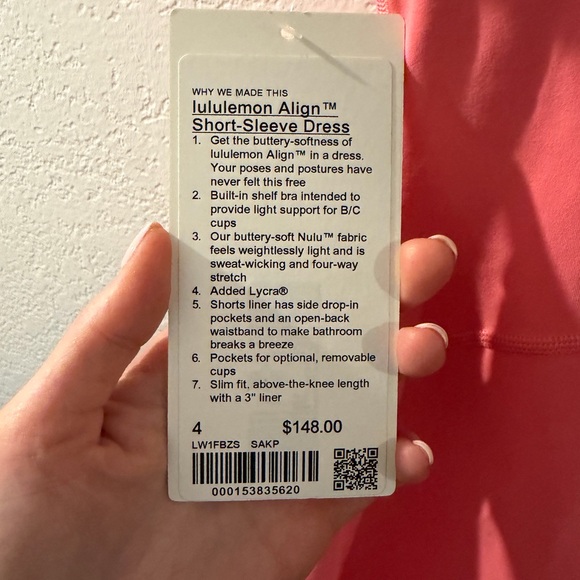 WHY WE MADE THIS
lululemon Align™
Short-Sleeve Dress
1. Get the buttery-softness of
lululemon Align™ in a dress.
Your poses and postures have
never felt this free
2. Built-in shelf bra intended to
provide light support for B/C
cups
3. Our buttery-soft Nulu™ fabric
feels weightlessly light and is
sweat-wicking and four-way
stretch
4. Added Lycra®
5. Shorts liner has side drop-in
pockets and an open-back
waistband to make bathroom
breaks a breeze
6. Pockets for optional, removable
cups
7. Slim fit, above-the-knee length
with a 3" liner
4 $148.00
LW1FBZS SAKP
000153835620